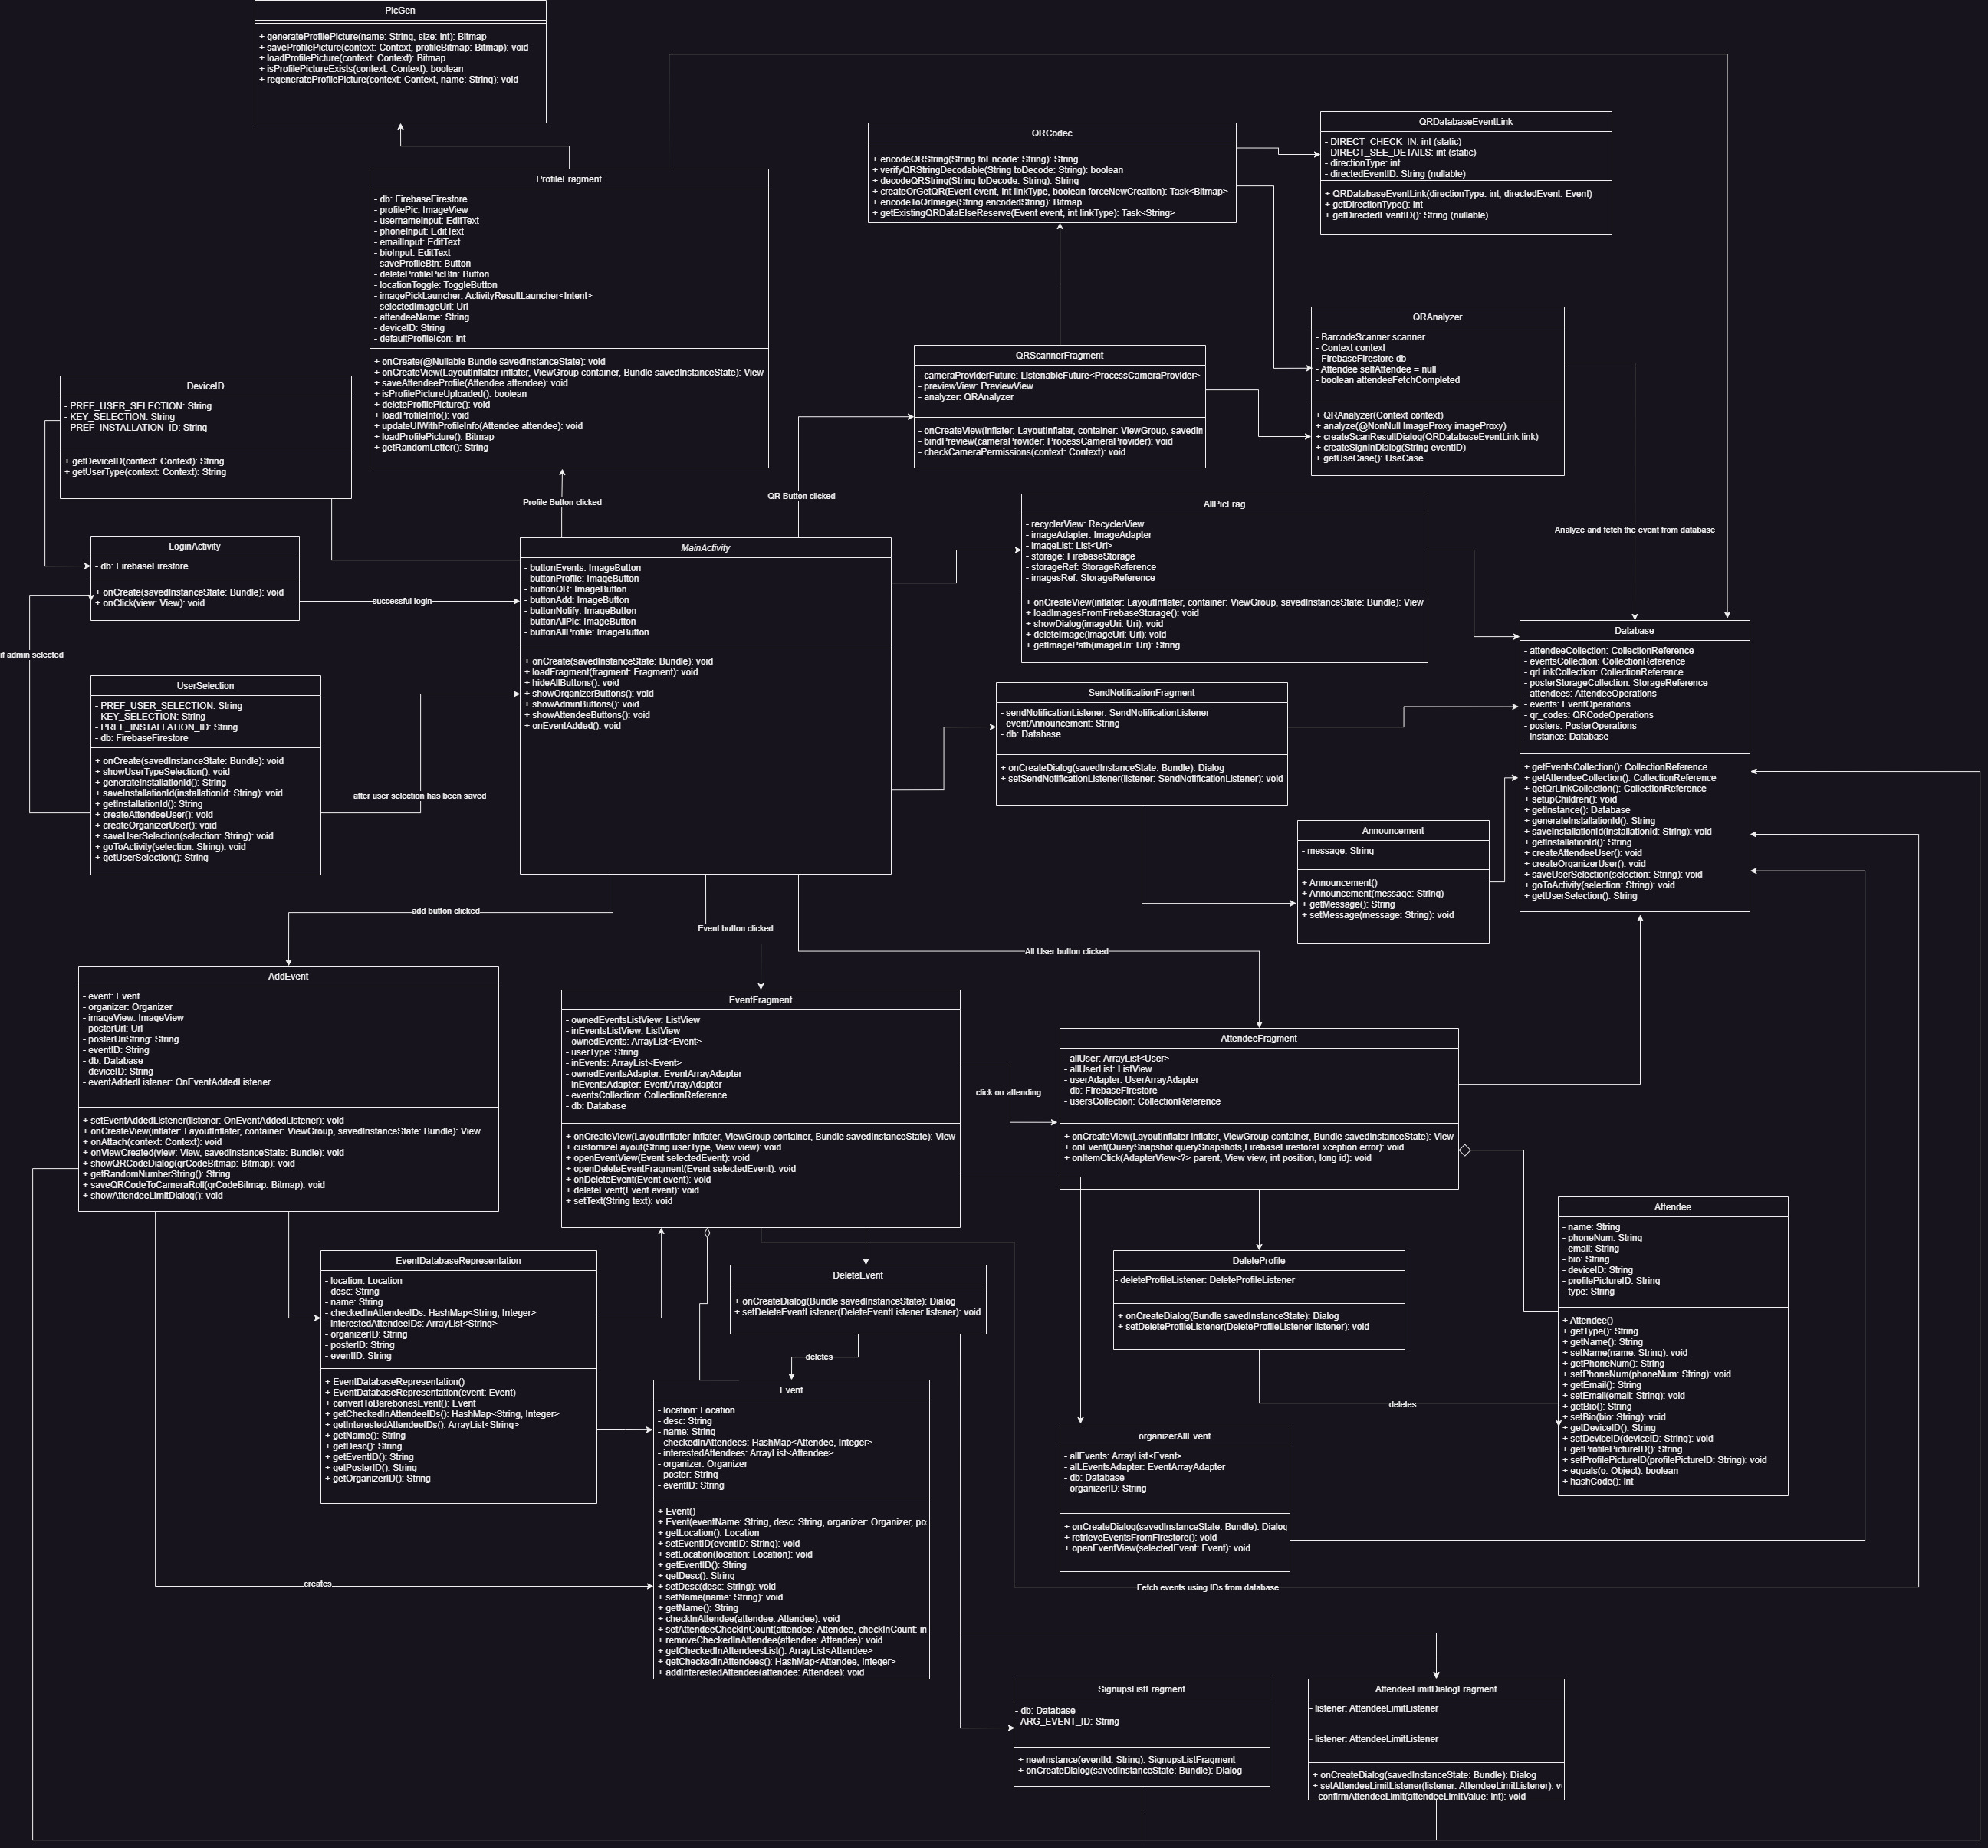 PicGen
+ generateProfilePicture(name: String, size: int): Bitmap
+ saveProfilePicture(context: Context, profileBitmap: Bitmap): void
+ loadProfilePicture(context: Context): Bitmap
+ isProfilePictureExists(context: Context): boolean
+ regenerateProfilePicture(context: Context, name: String): void
ProfileFragment
- db: FirebaseFirestore
- profilePic: ImageView
- usernameInput: EditText
- phoneInput: EditText
- emailInput: EditText
- bioInput: EditText
- saveProfileBtn: Button
- deleteProfilePicBtn: Button
- locationToggle: ToggleButton
- imagePickLauncher: ActivityResultLauncher<Intent>
- selectedImageUri: Uri
- attendeeName: String
- deviceID: String
- defaultProfileIcon: int
+ onCreate(@Nullable Bundle savedInstanceState): void
+ onCreateView(LayoutInflater inflater, ViewGroup container, Bundle savedInstanceState): View
+ saveAttendeeProfile(Attendee attendee): void
+ isProfilePictureUploaded(): boolean
+ deleteProfilePicture(): void
+ loadProfileInfo(): void
+ updateUIWithProfileInfo(Attendee attendee): void
+ loadProfilePicture(): Bitmap
+ getRandomLetter(): String
QRCodec
+ encodeQRString(String toEncode: String): String
+ verifyQRStringDecodable(String toDecode: String): boolean
+ decodeQRString(String toDecode: String): String
+ createOrGetQR(Event event, int linkType, boolean forceNewCreation): Task<Bitmap>
+ encodeToQrImage(String encodedString): Bitmap
+ getExistingQRDataElseReserve(Event event, int linkType): Task<String>
QRDatabaseEventLink
- DIRECT_CHECK_IN: int (static)
- DIRECT_SEE_DETAILS: int (static)
- directionType: int
- directedEventID: String (nullable)
+ QRDatabaseEventLink(directionType: int, directedEvent: Event)
+ getDirectionType(): int
+ getDirectedEventID(): String (nullable)
QRAnalyzer
- BarcodeScanner scanner
- Context context
- FirebaseFirestore db
- Attendee selfAttendee = null
- boolean attendeeFetchCompleted
+ QRAnalyzer(Context context)
+ analyze(@NonNull ImageProxy imageProxy)
+ createScanResultDialog(QRDatabaseEventLink link)
+ createSignInDialog(String eventID)
+ getUseCase(): UseCase
QRScannerFragment
- cameraProviderFuture: ListenableFuture<ProcessCameraProvider>
- previewView: PreviewView
- analyzer: QRAnalyzer
- onCreateView(inflater: LayoutInflater, container: ViewGroup, savedIn
- bindPreview(cameraProvider: ProcessCameraProvider): void
- checkCameraPermissions(context: Context): void
DeviceID
- PREF_USER_SELECTION: String
- KEY_SELECTION: String
- PREF_INSTALLATION_ID: String
+ getDeviceID(context: Context): String
+ getUserType(context: Context): String
Profile Button clicked
QR Button clicked
Analyze and fetch the event from database
LoginActivity
- db: FirebaseFirestore
+ onCreate(savedInstanceState: Bundle): void
+ onClick(view: View): void
successful login
if admin selected
UserSelection
- PREF_USER_SELECTION: String
- KEY_SELECTION: String
- PREF_INSTALLATION_ID: String
- db: FirebaseFirestore
+ onCreate(savedInstanceState: Bundle): void
+ showUserTypeSelection(): void
+ generateInstallationId(): String
+ saveInstallationId(installationId: String): void
+ getInstallationId(): String
+ createAttendeeUser(): void
+ createOrganizerUser(): void
+ saveUserSelection(selection: String): void
+ goToActivity(selection: String): void
+ getUserSelection(): String
after user selection has been saved
MainActivity
- buttonEvents: ImageButton
- buttonProfile: ImageButton
- buttonQR: ImageButton
- buttonAdd: ImageButton
- buttonNotify: ImageButton
- buttonAllPic: ImageButton
- buttonAllProfile: ImageButton
+ onCreate(savedInstanceState: Bundle): void
+ loadFragment(fragment: Fragment): void
+ hideAllButtons(): void
+ showOrganizerButtons(): void
+ showAdminButtons(): void
+ showAttendeeButtons(): void
+ onEventAdded(): void
AllPicFrag
- recyclerView: RecyclerView
- imageAdapter: ImageAdapter
- imageList: List<Uri>
- storage: FirebaseStorage
- storageRef: StorageReference
- imagesRef: StorageReference
+ onCreateView(inflater: LayoutInflater, container: ViewGroup, savedInstanceState: Bundle): View
+ loadImagesFromFirebaseStorage(): void
+ showDialog(imageUri: Uri): void
+ deleteImage(imageUri: Uri): void
+ getImagePath(imageUri: Uri): String
SendNotificationFragment
- sendNotificationListener: SendNotificationListener
- eventAnnouncement: String
- db: Database
+ onCreateDialog(savedInstanceState: Bundle): Dialog
+ setSendNotificationListener(listener: SendNotificationListener): void
Announcement
- message: String
+ Announcement()
+ Announcement(message: String)
+ getMessage(): String
+ setMessage(message: String): void
Database
- attendeeCollection: CollectionReference
- eventsCollection: CollectionReference
- qrLinkCollection: CollectionReference
- posterStorageCollection: StorageReference
- attendees: AttendeeOperations
- events: EventOperations
- qr_codes: QRCodeOperations
- posters: PosterOperations
- instance: Database
+ getEventsCollection(): CollectionReference
+ getAttendeeCollection(): CollectionReference
+ getQrLinkCollection(): CollectionReference
+ setupChildren(): void
+ getInstance(): Database
+ generateInstallationId(): String
+ saveInstallationId(installationId: String): void
+ getInstallationId(): String
+ createAttendeeUser(): void
+ createOrganizerUser(): void
+ saveUserSelection(selection: String): void
+ goToActivity(selection: String): void
+ getUserSelection(): String
add button clicked
Event button clicked
All User button clicked
AddEvent
- event: Event
- organizer: Organizer
- imageView: ImageView
- posterUri: Uri
- posterUriString: String
- eventID: String
- db: Database
- deviceID: String
- eventAddedListener: OnEventAddedListener
+ setEventAddedListener(listener: OnEventAddedListener): void
+ onCreateView(inflater: LayoutInflater, container: ViewGroup, savedInstanceState: Bundle): View
+ onAttach(context: Context): void
+ onViewCreated(view: View, savedInstanceState: Bundle): void
+ showQRCodeDialog(qrCodeBitmap: Bitmap): void
+ getRandomNumberString(): String
+ saveQRCodeToCameraRoll(qrCodeBitmap: Bitmap): void
+ showAttendeeLimitDialog(): void
EventFragment
- ownedEventsListView: ListView
- inEventsListView: ListView
- ownedEvents: ArrayList<Event>
- userType: String
- inEvents: ArrayList<Event>
- ownedEventsAdapter: EventArrayAdapter
- inEventsAdapter: EventArrayAdapter
- eventsCollection: CollectionReference
- db: Database
+ onCreateView(LayoutInflater inflater, ViewGroup container, Bundle savedInstanceState): View
+ customizeLayout(String userType, View view): void
+ openEventView(Event selectedEvent): void
+ openDeleteEventFragment(Event selectedEvent): void
+ onDeleteEvent(Event event): void
+ deleteEvent(Event event): void
+ setText(String text): void
click on attending
AttendeeFragment
- allUser: ArrayList<User>
- allUserList: ListView
- userAdapter: UserArrayAdapter
- db: FirebaseFirestore
- usersCollection: CollectionReference
+ onCreateView(LayoutInflater inflater, ViewGroup container, Bundle savedInstanceState): View
+ onEvent(QuerySnapshot querySnapshots,FirebaseFirestoreException error): void
+ onItemClick(AdapterView<?> parent, View view, int position, long id): void
Attendee
- name: String
- phoneNum: String
- email: String
- bio: String
- deviceID: String
- profilePictureID: String
- type: String
+ Attendee()
+ getType(): String
+ getName(): String
+ setName(name: String): void
+ getPhoneNum(): String
+ setPhoneNum(phoneNum: String): void
+ getEmail(): String
+ setEmail(email: String): void
+ getBio(): String
+ setBio(bio: String): void
+ getDeviceID(): String
+ setDeviceID(deviceID: String): void
+ getProfilePictureID(): String
+ setProfilePictureID(profilePictureID: String): void
+ equals(o: Object): boolean
+ hashCode(): int
EventDatabaseRepresentation
- location: Location
- desc: String
- name: String
- checkedInAttendeeIDs: HashMap<String, Integer>
- interestedAttendeeIDs: ArrayList<String>
- organizerID: String
- posterID: String
- eventID: String
+ EventDatabaseRepresentation()
+ EventDatabaseRepresentation(event: Event)
+ convertToBarebonesEvent(): Event
+ getCheckedInAttendeeIDs(): HashMap<String, Integer>
+ getInterestedAttendeeIDs(): ArrayList<String>
+ getName(): String
+ getDesc(): String
+ getEventID(): String
+ getPosterID(): String
+ getOrganizerID(): String
DeleteEvent
+ onCreateDialog(Bundle savedInstanceState): Dialog
+ setDeleteEventListener(DeleteEventListener listener): void
deletes
DeleteProfile
- deleteProfileListener: DeleteProfileListener
+ onCreateDialog(Bundle savedInstanceState): Dialog
+ setDeleteProfileListener(DeleteProfileListener listener): void
deletes
Event
- location: Location
- desc: String
- name: String
- checkedInAttendees: HashMap<Attendee, Integer>
- interestedAttendees: ArrayList<Attendee>
- organizer: Organizer
- poster: String
- eventID: String
+ Event()
+ Event(eventName: String, desc: String, organizer: Organizer, po
+ getLocation(): Location
+ setEventID(eventID: String): void
+ setLocation(location: Location): void
+ getEventID(): String
+ getDesc(): String
+ setDesc(desc: String): void
+ setName(name: String): void
+ getName(): String
+ checkInAttendee(attendee: Attendee): void
+ setAttendeeCheckInCount(attendee: Attendee, checkInCount: in
+ removeCheckedInAttendee(attendee: Attendee): void
+ getCheckedInAttendeesList(): ArrayList<Attendee>
+ getCheckedInAttendees(): HashMap<Attendee, Integer>
+ addInterestedAttendee(attendee: Attendee): void
creates
organizerAllEvent
- allEvents: ArrayList<Event>
- alLEventsAdapter: EventArrayAdapter
- db: Database
- organizerID: String
+ onCreateDialog(savedInstanceState: Bundle): Dialog
+ retrieveEventsFromFirestore(): void
+ openEventView(selectedEvent: Event): void
Fetch events using IDs from database
SignupsListFragment
- db: Database
- ARG_EVENT_ID: String
+ newInstance(eventId: String): SignupsListFragment
+ onCreateDialog(savedInstanceState: Bundle): Dialog
AttendeeLimitDialogFragment
- listener: AttendeeLimitListener
- listener: AttendeeLimitListener
+ onCreateDialog(savedInstanceState: Bundle): Dialog
+ setAttendeeLimitListener(listener: AttendeeLimitListener): v
- confirmAttendeeLimit(attendeeLimitValue: int): void